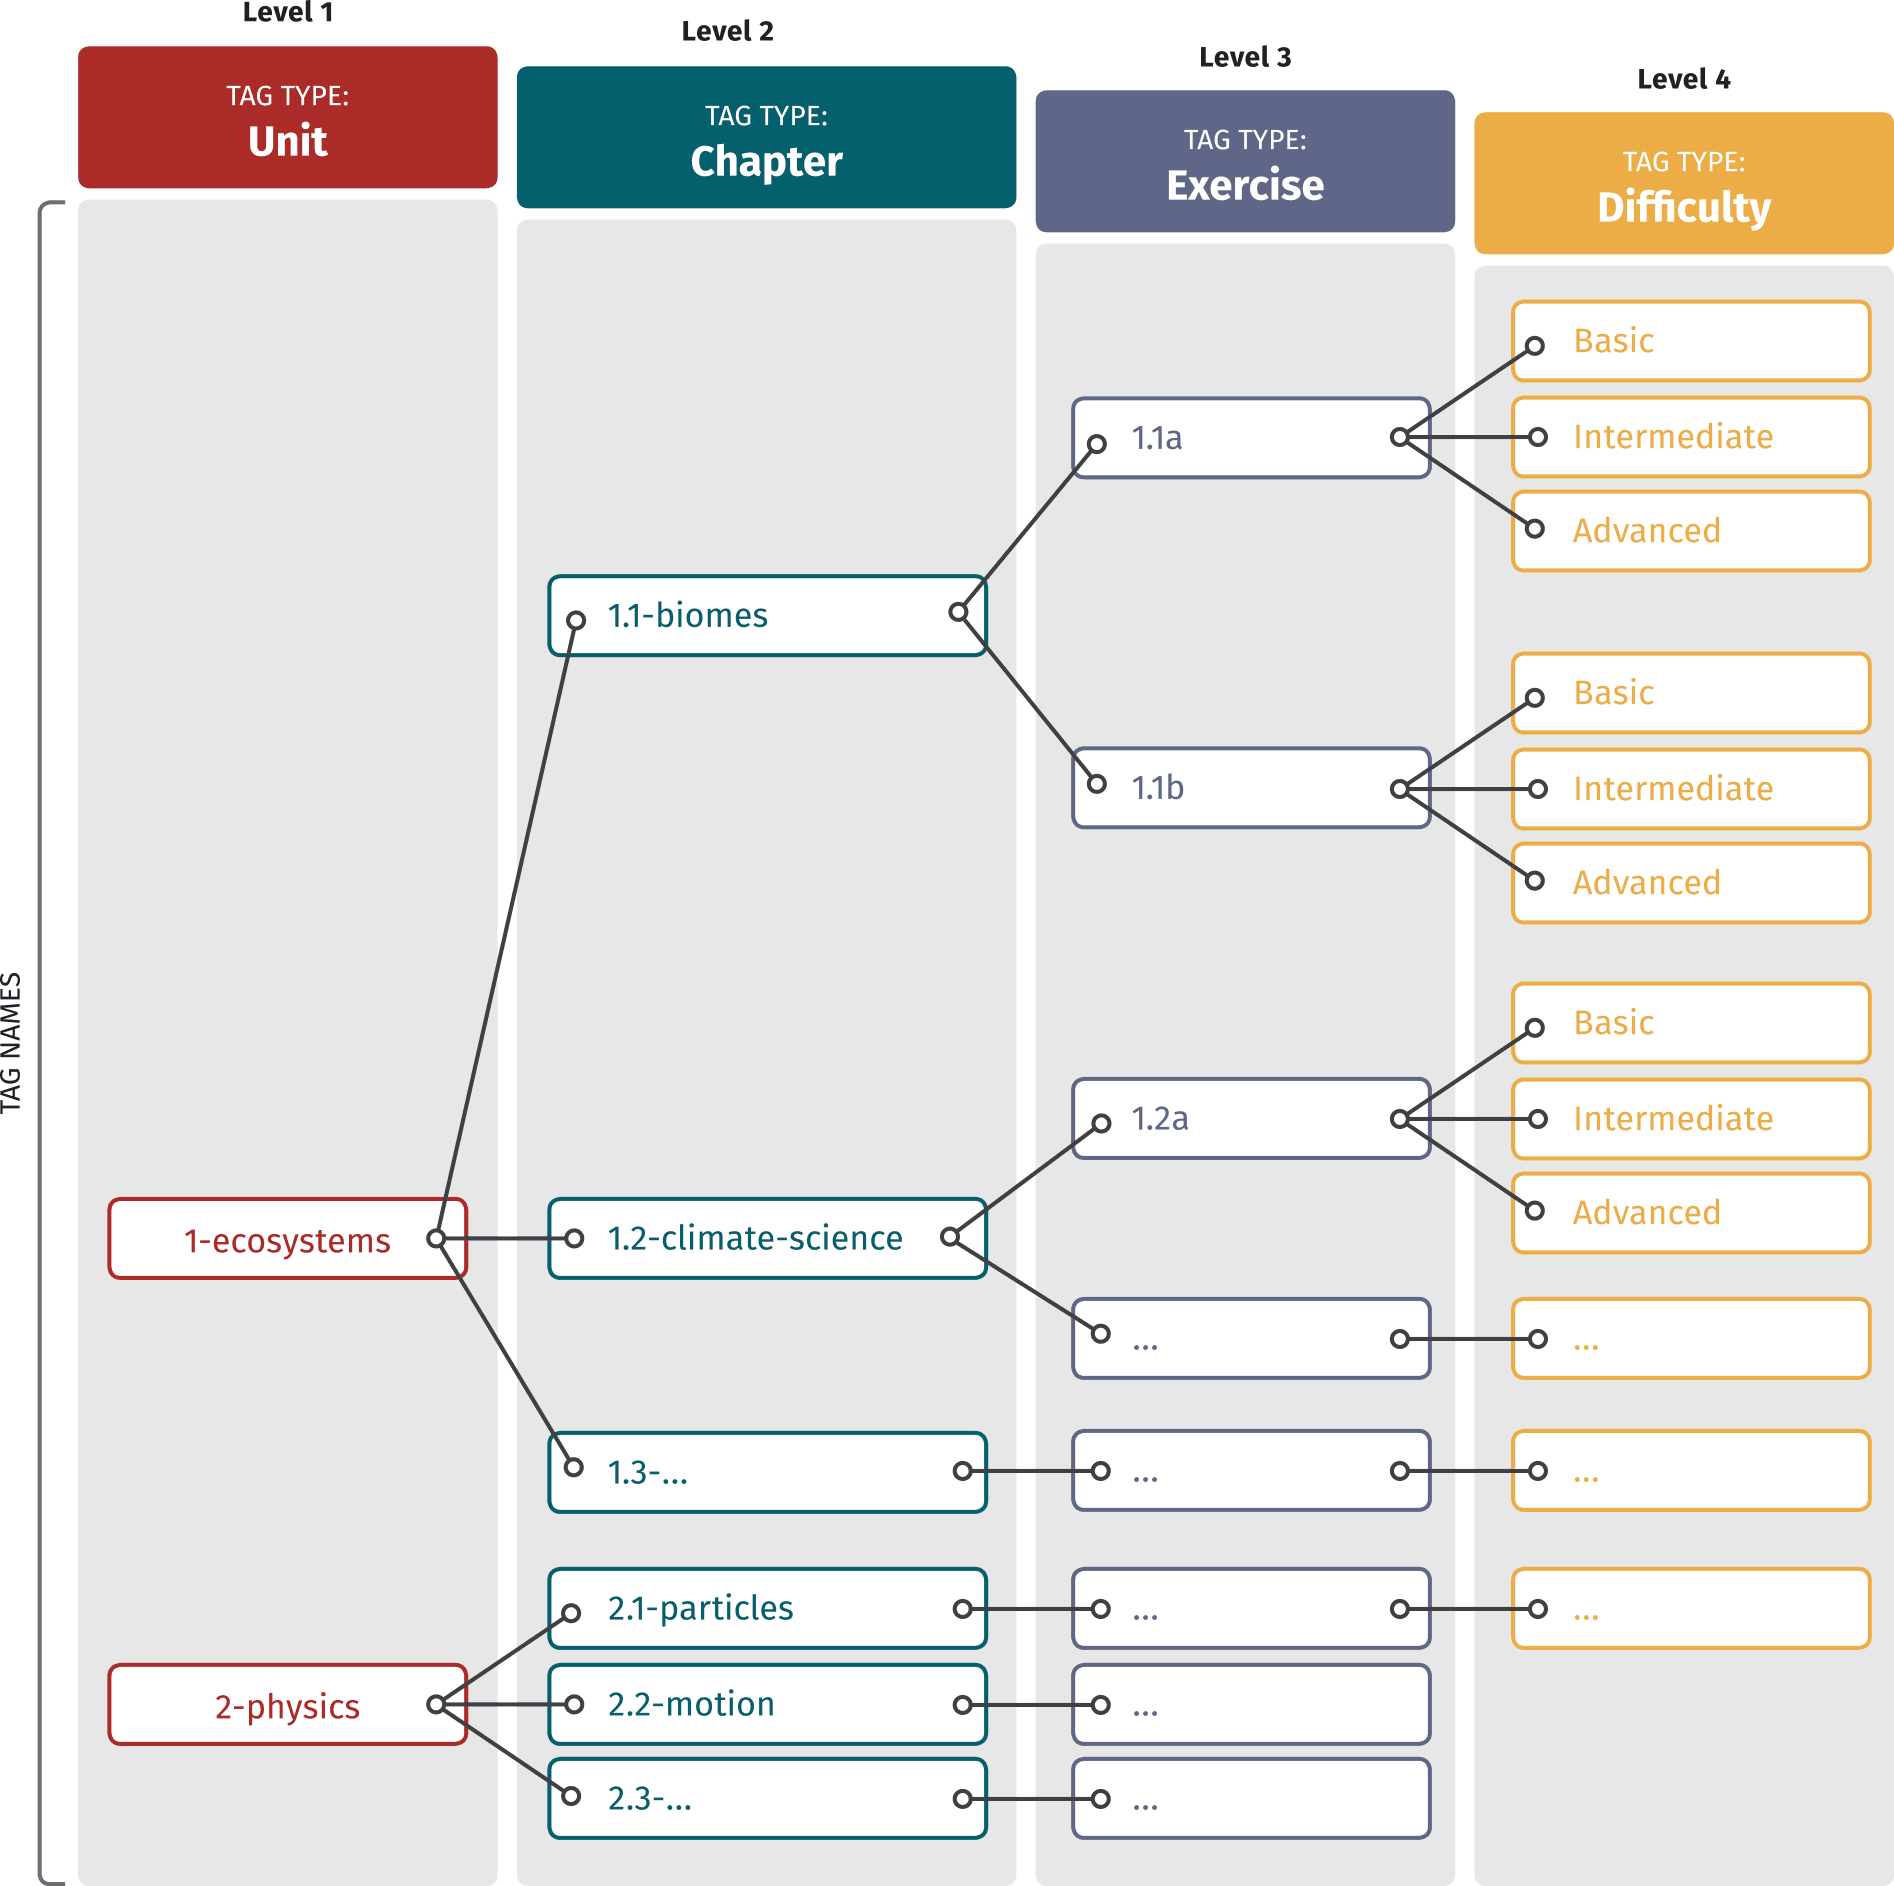 Level 1
TAG TYPE:
Unit
Level 2
TAG TYPE:
Chapter
Level 3
TAG TYPE:
Exercise
Level 4
TAG TYPE:
Difficulty
TAG NAMES
1-ecosystems
2-physics
1.1-biomes
1.2-climate-science
1.3-...
2.1-particles
2.2-motion
2.3-...
1.1a
1.1b
1.2a
...
...
...
...
...
Basic
Intermediate
Advanced
Basic
Intermediate
Advanced
Basic
Intermediate
Advanced
...
...
...